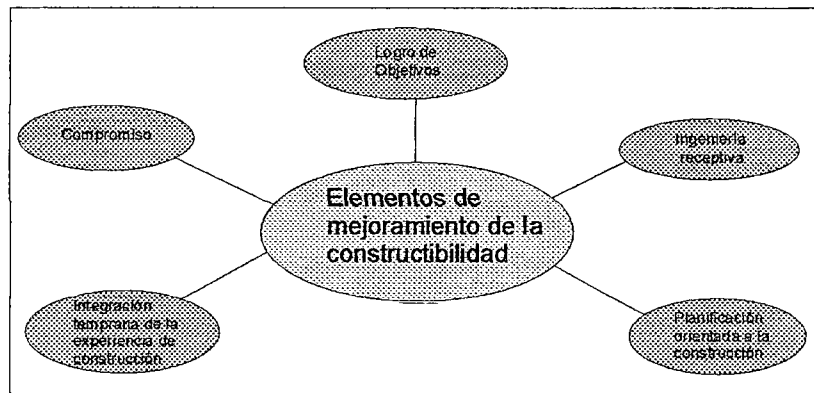 Logro de
Objetivos
Compromiso
Ingeniería
receptiva
Elementos de
mejoramiento de la
constructibilidad
Integración
temprana de la
experiencia de
construcción
Planificación
orientada a la
construcción